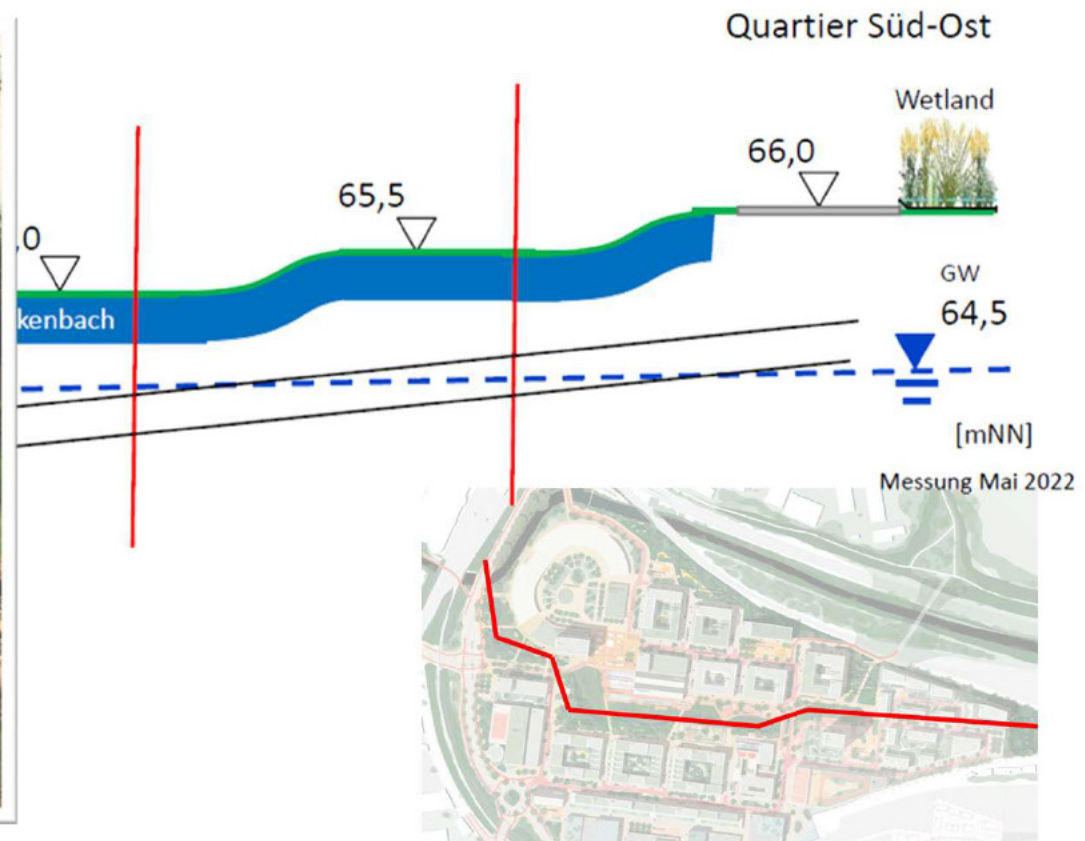 Quartier Süd-Ost
Wetland
66,0
65,5
,0
kenbach
GW
64,5
[mNN]
Messung Mai 2022